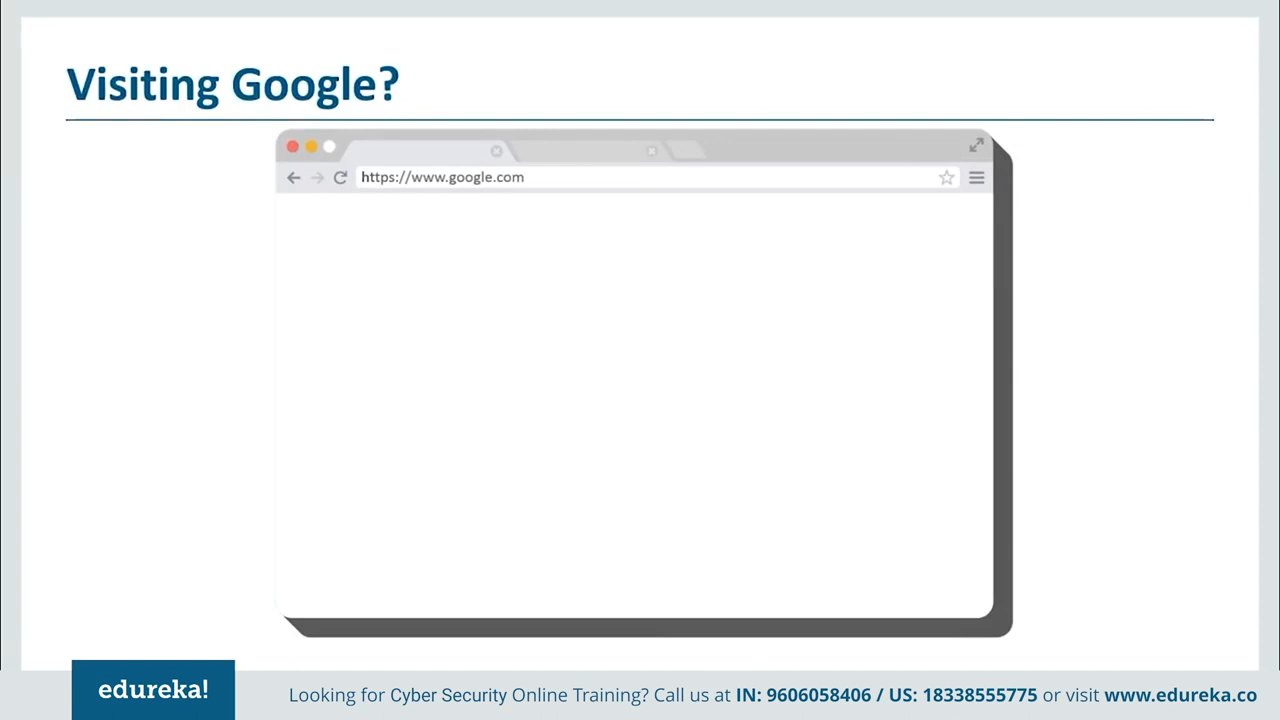 Visiting Google?
https://www.google.com
edureka!
Looking for Cyber Security Online Training? Call us at IN: 9606058406 / US: 18338555775 or visit www.edureka.co